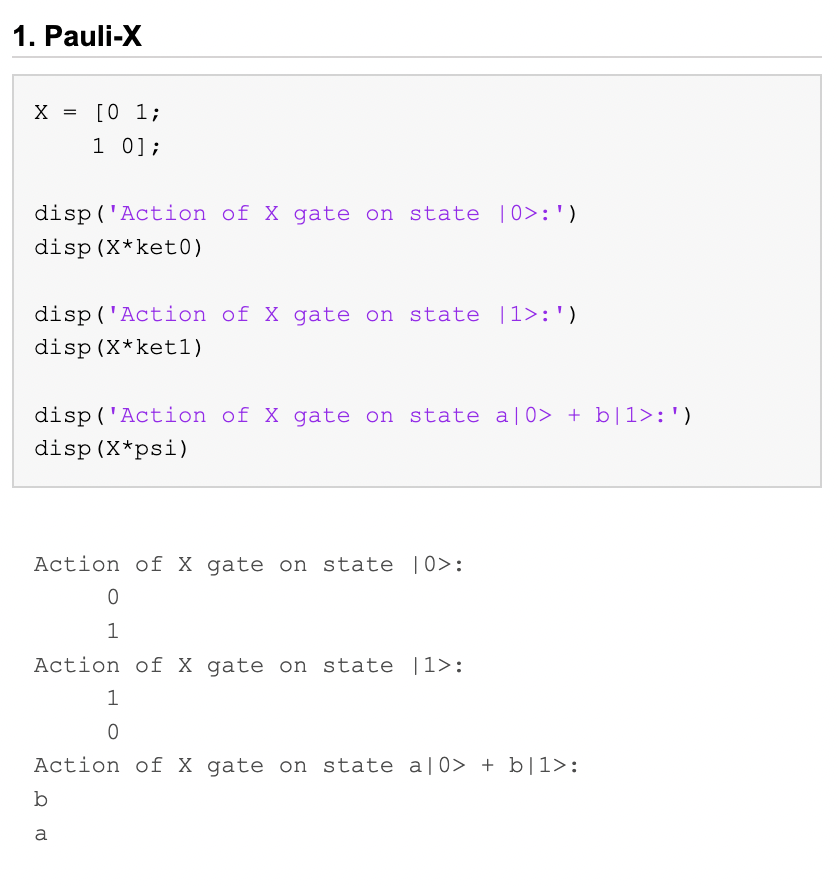 1. Pauli-X
X = [0 1;
    1 0];
disp('Action of X gate on state |0>:')
disp(X*ket0)
disp('Action of X gate on state |1>:')
disp(X*ket1)
disp('Action of X gate on state a|0> + b|1>:')
disp(X*psi)
Action of X gate on state |0>:
     0
     1
Action of X gate on state |1>:
     1
     0
Action of X gate on state a|0> + b|1>:
b
a